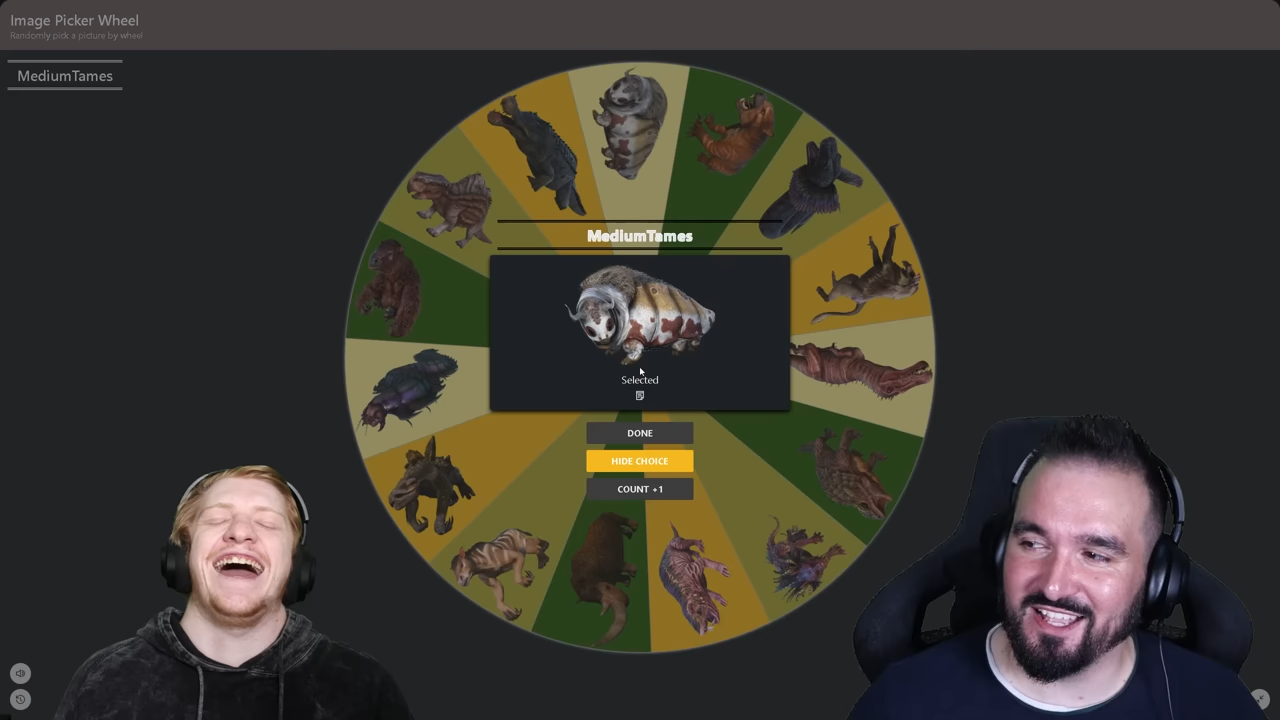 Image Picker Wheel
Randomly pick a picture by wheel
MediumTames
MediumTames
Selected
DONE
HIDE CHOICE
COUNT +1